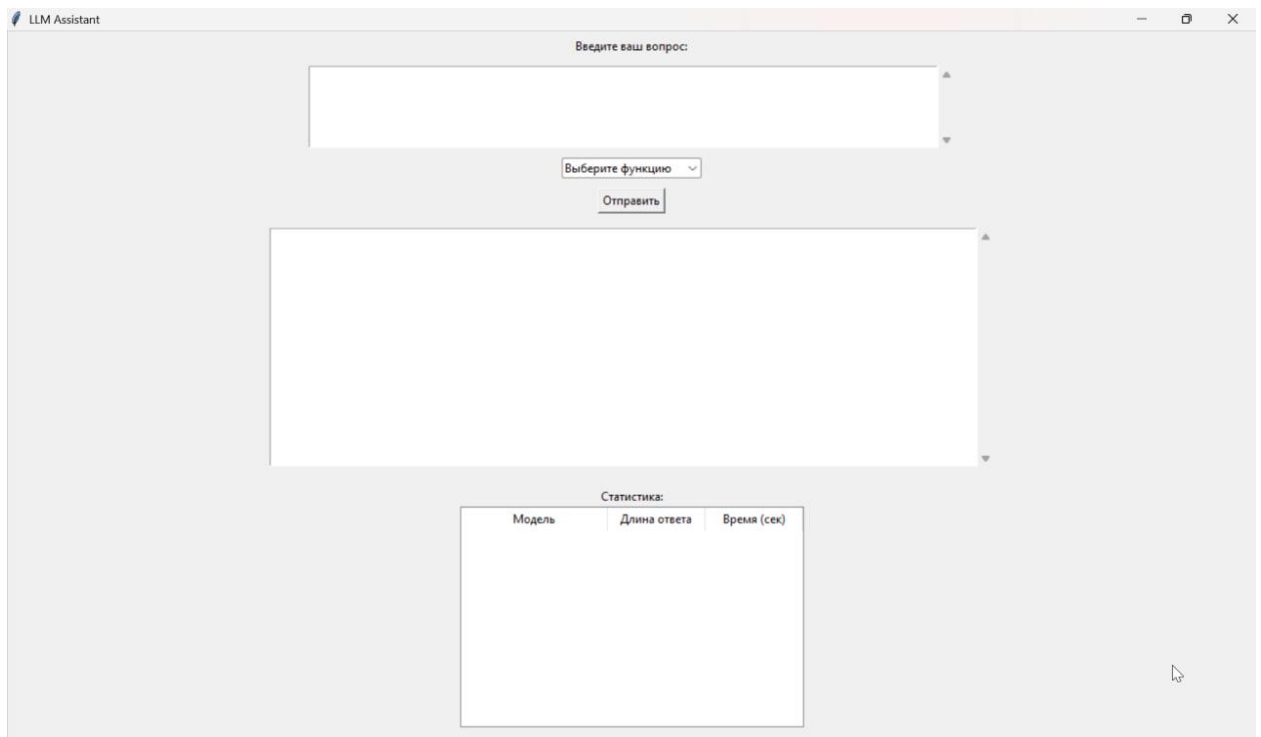 LLM Assistant
Введите ваш вопрос:
Выберите функцию
Отправить
Статистика:
Модель Длина ответа Время (сек)